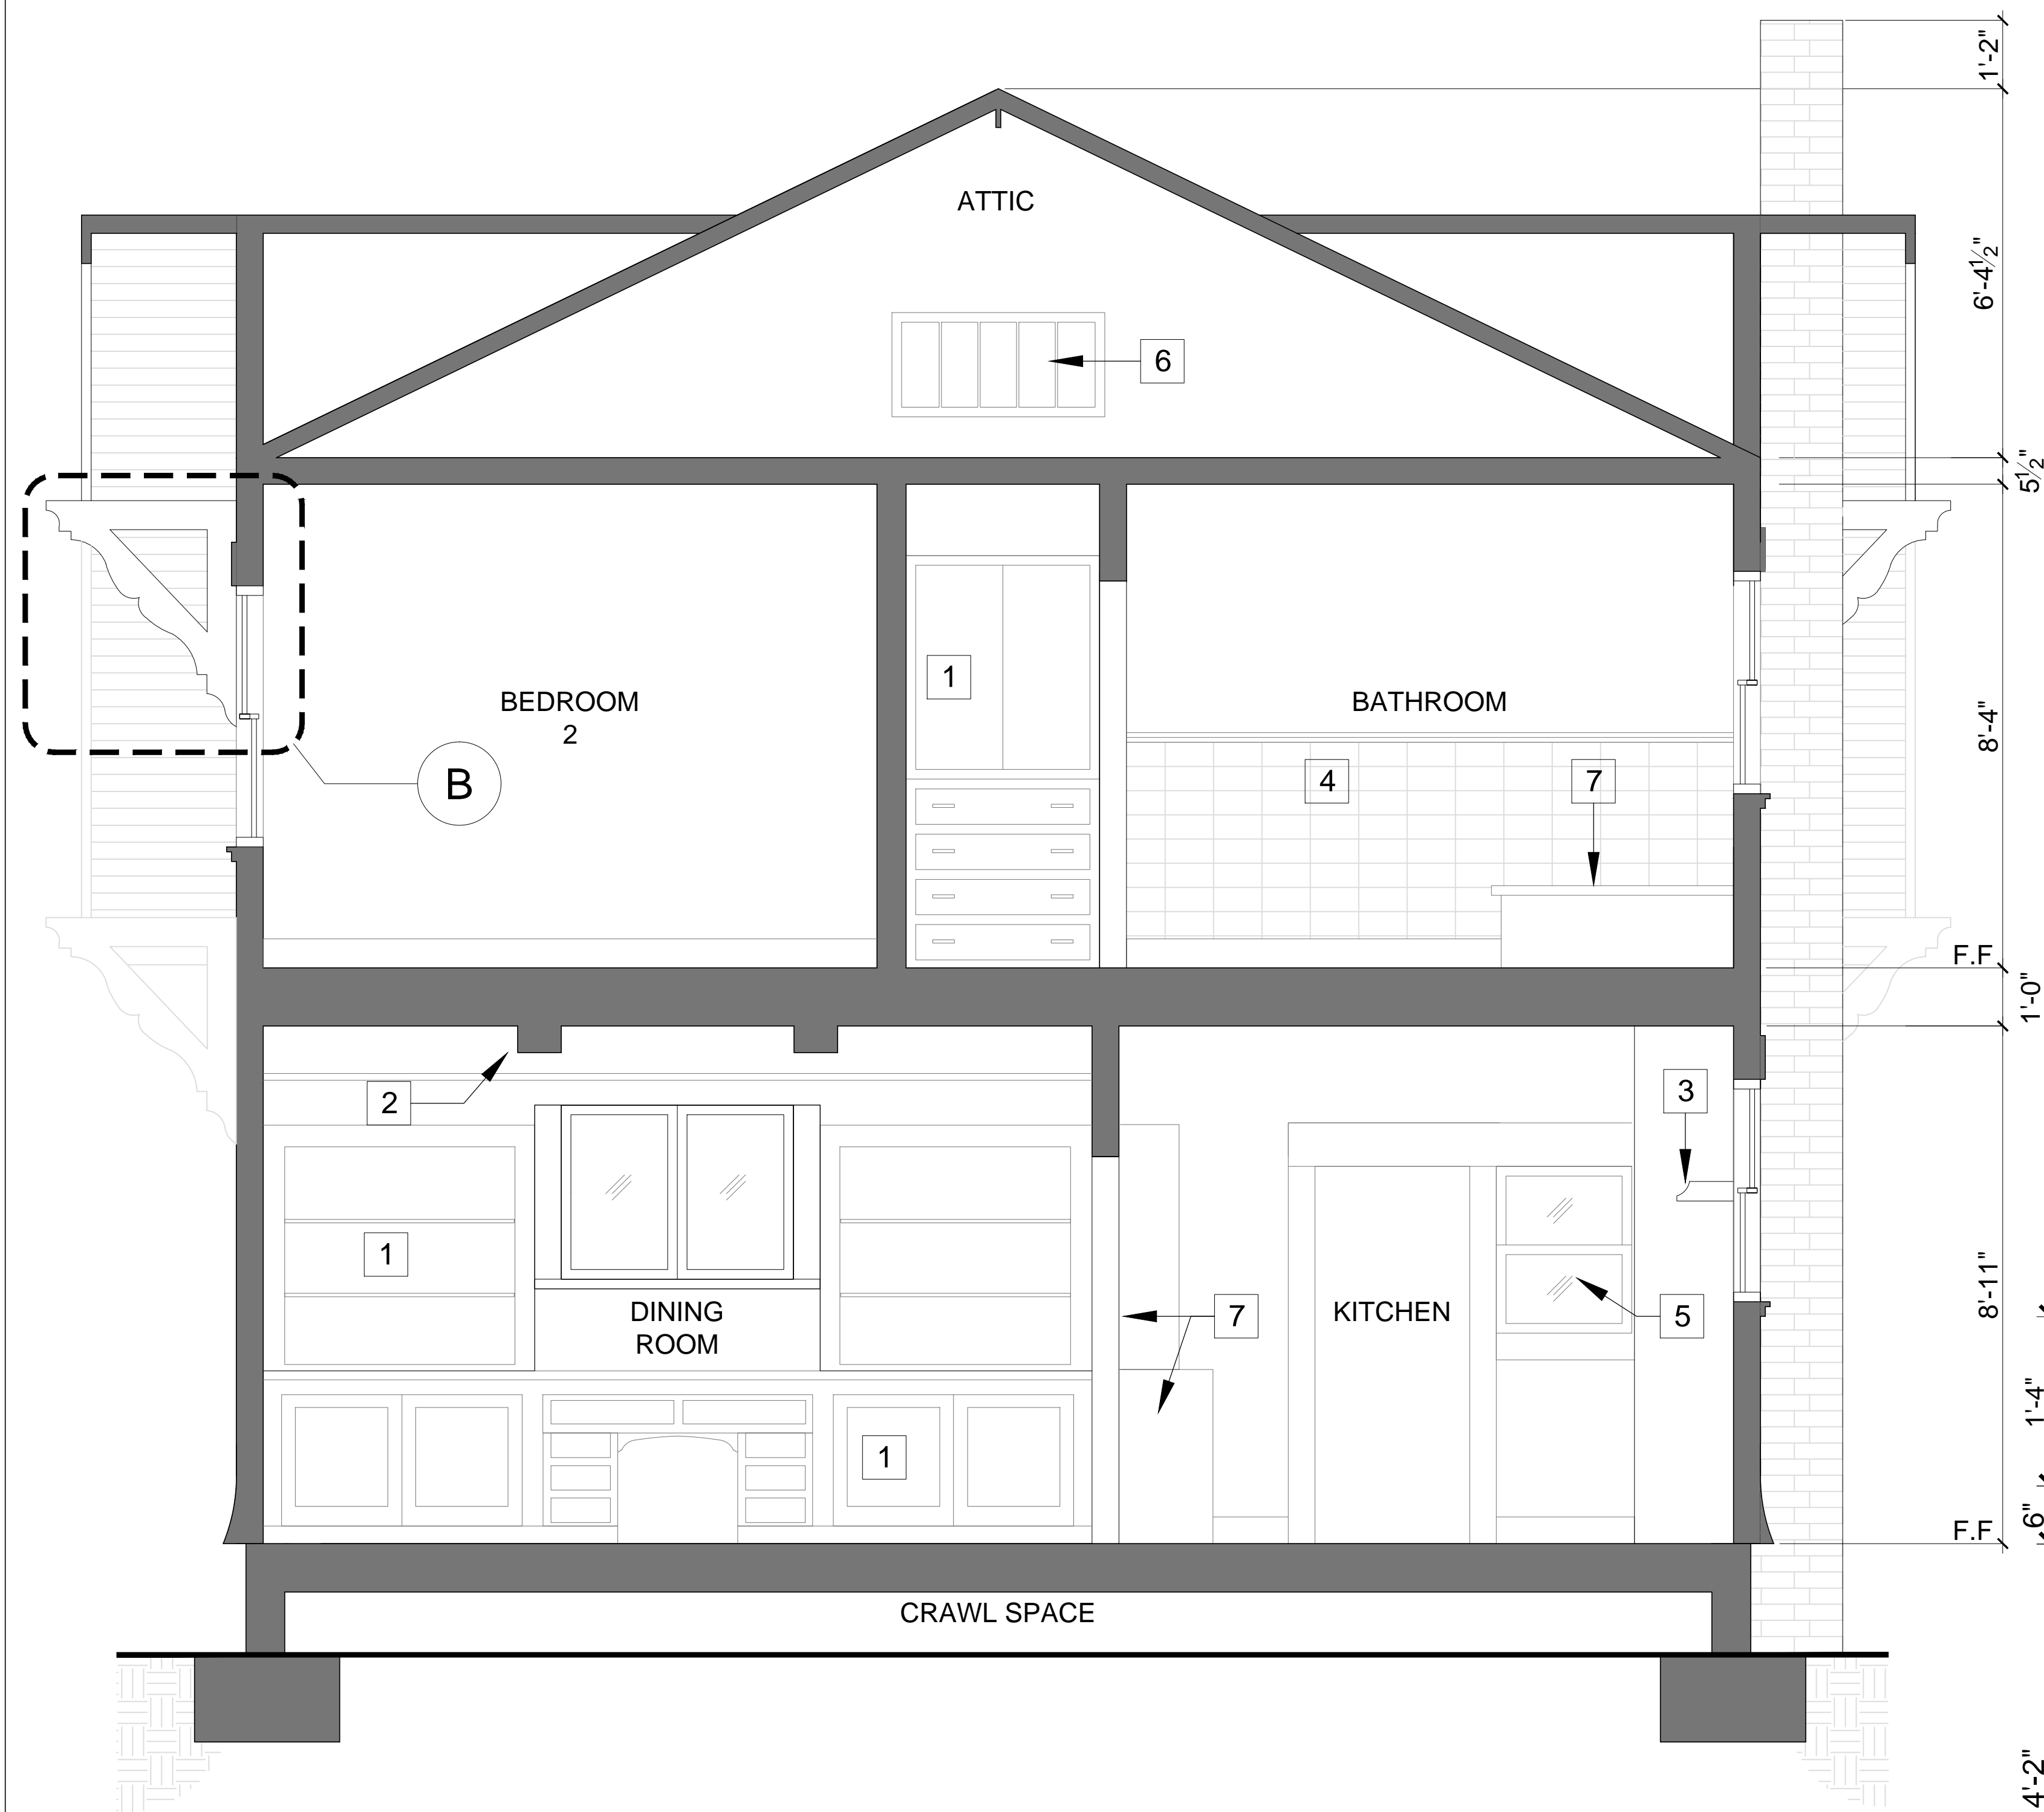 1'-2"
ATTIC
6'-4½"
6
5½"
1
BEDROOM
2
BATHROOM
8'-4"
B
4
7
F.F
1'-0"
2
3
1
DINING
ROOM
7
KITCHEN
5
8'-11"
1'-4"
1
6"
F.F
CRAWL SPACE
4'-2"